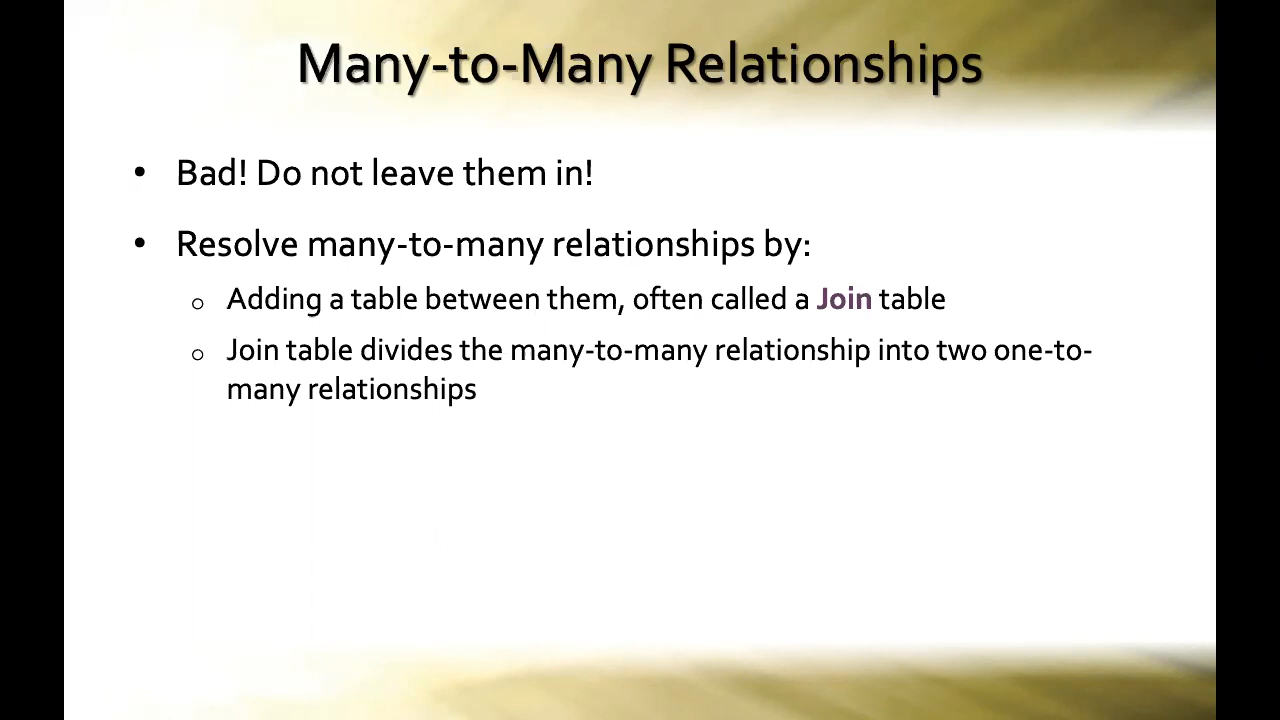 Many-to-Many Relationships
• Bad! Do not leave them in!
• Resolve many-to-many relationships by:
o Adding a table between them, often called a Join table
o Join table divides the many-to-many relationship into two one-to-
many relationships